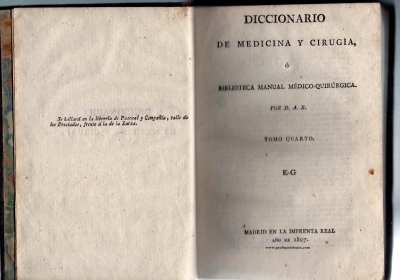 Se hallará en la librería de Pascual y Compañía, calle de
los Preciados, frente á la de la Zarza.
DICCIONARIO
DE MEDICINA Y CIRUGÍA,
Ó
BIBLIOTECA MANUAL MÉDICO-QUIRÚRGICA.
POR D. A. B.
TOMO CUARTO.
E-G
MADRID EN LA IMPRENTA REAL
AÑO DE 1807.